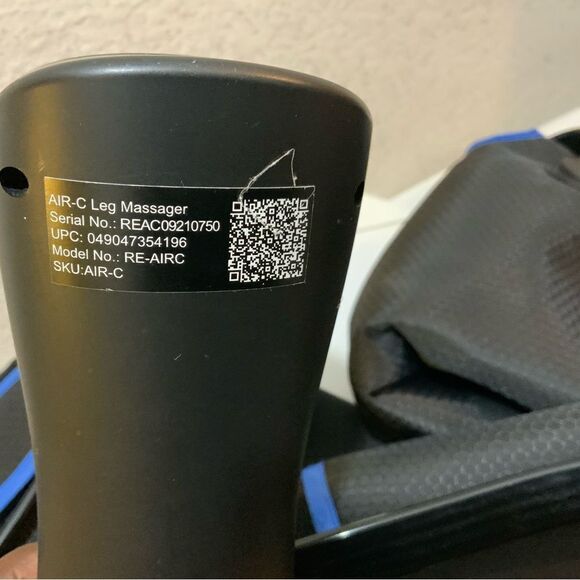 AIR-C Leg Massager
Serial No.: REAC09210750
UPC: 049047354196
Model No.: RE-AIRC
SKU:AIR-C